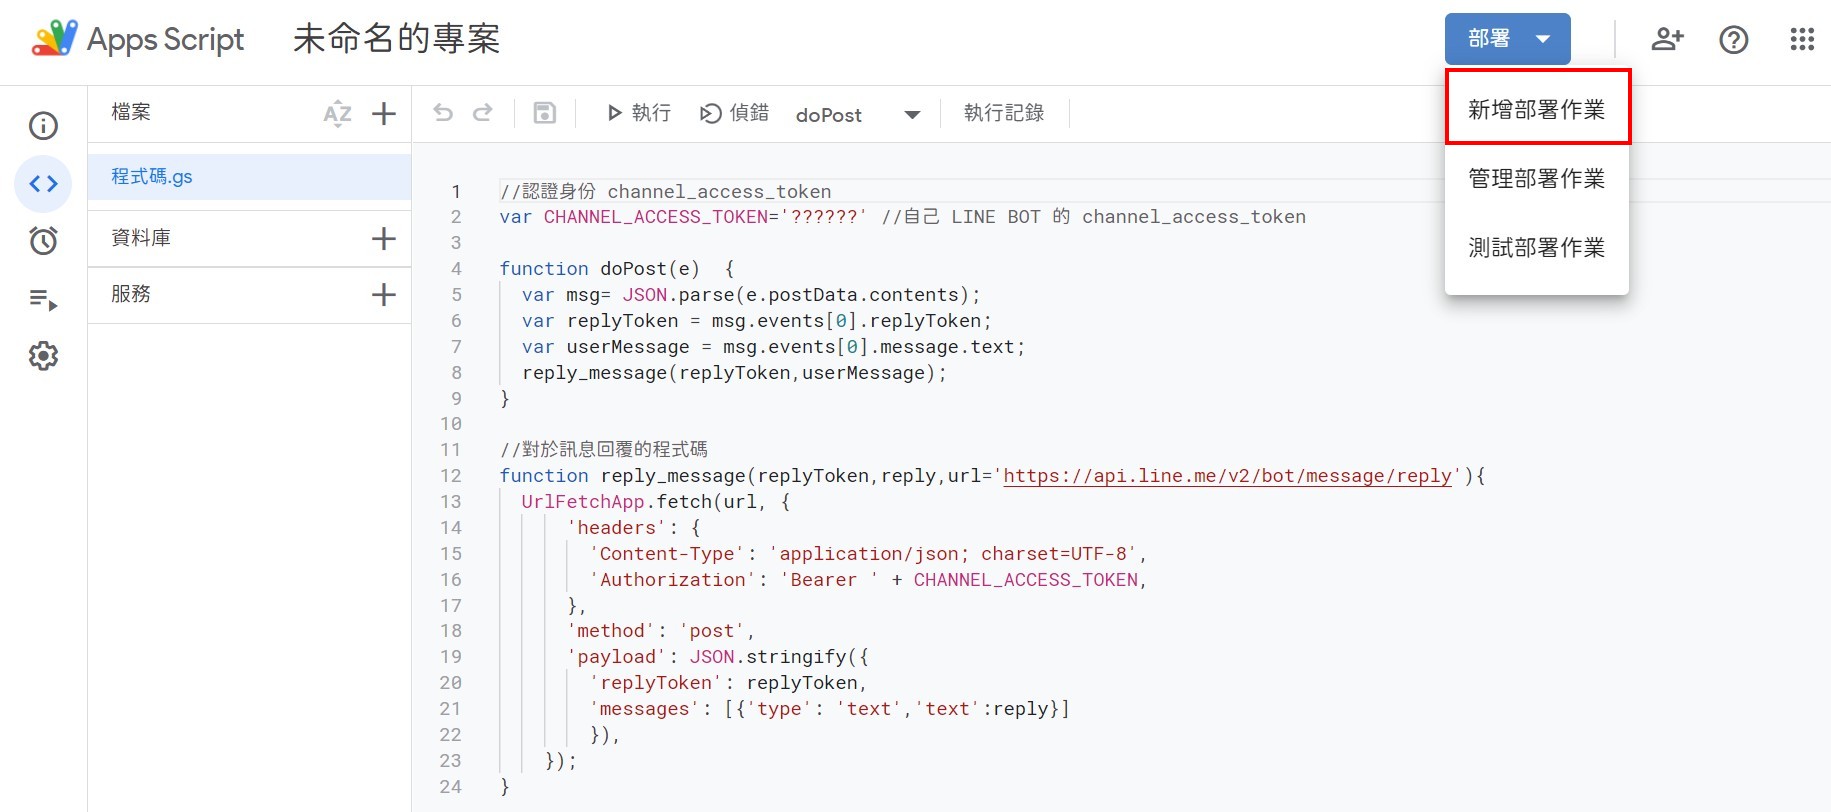 Apps Script 未命名的專案 部署
新增部署作業
管理部署作業
測試部署作業
檔案 AZ
程式碼.gs
資料庫
服務
執行 偵錯 doPost 執行記錄
1 //認證身份 channel_access_token
2 var CHANNEL_ACCESS_TOKEN='??????' //自己 LINE BOT 的 channel_access_token
3
4 function doPost(e)  {
5   var msg= JSON.parse(e.postData.contents);
6   var replyToken = msg.events[0].replyToken;
7   var userMessage = msg.events[0].message.text;
8   reply_message(replyToken,userMessage);
9 }
10
11 //對於訊息回覆的程式碼
12 function reply_message(replyToken,reply,url='https://api.line.me/v2/bot/message/reply'){
13   UrlFetchApp.fetch(url, {
14       'headers': {
15         'Content-Type': 'application/json; charset=UTF-8',
16         'Authorization': 'Bearer ' + CHANNEL_ACCESS_TOKEN,
17       },
18       'method': 'post',
19       'payload': JSON.stringify({
20         'replyToken': replyToken,
21         'messages': [{'type': 'text','text':reply}]
22         }),
23     });
24 }